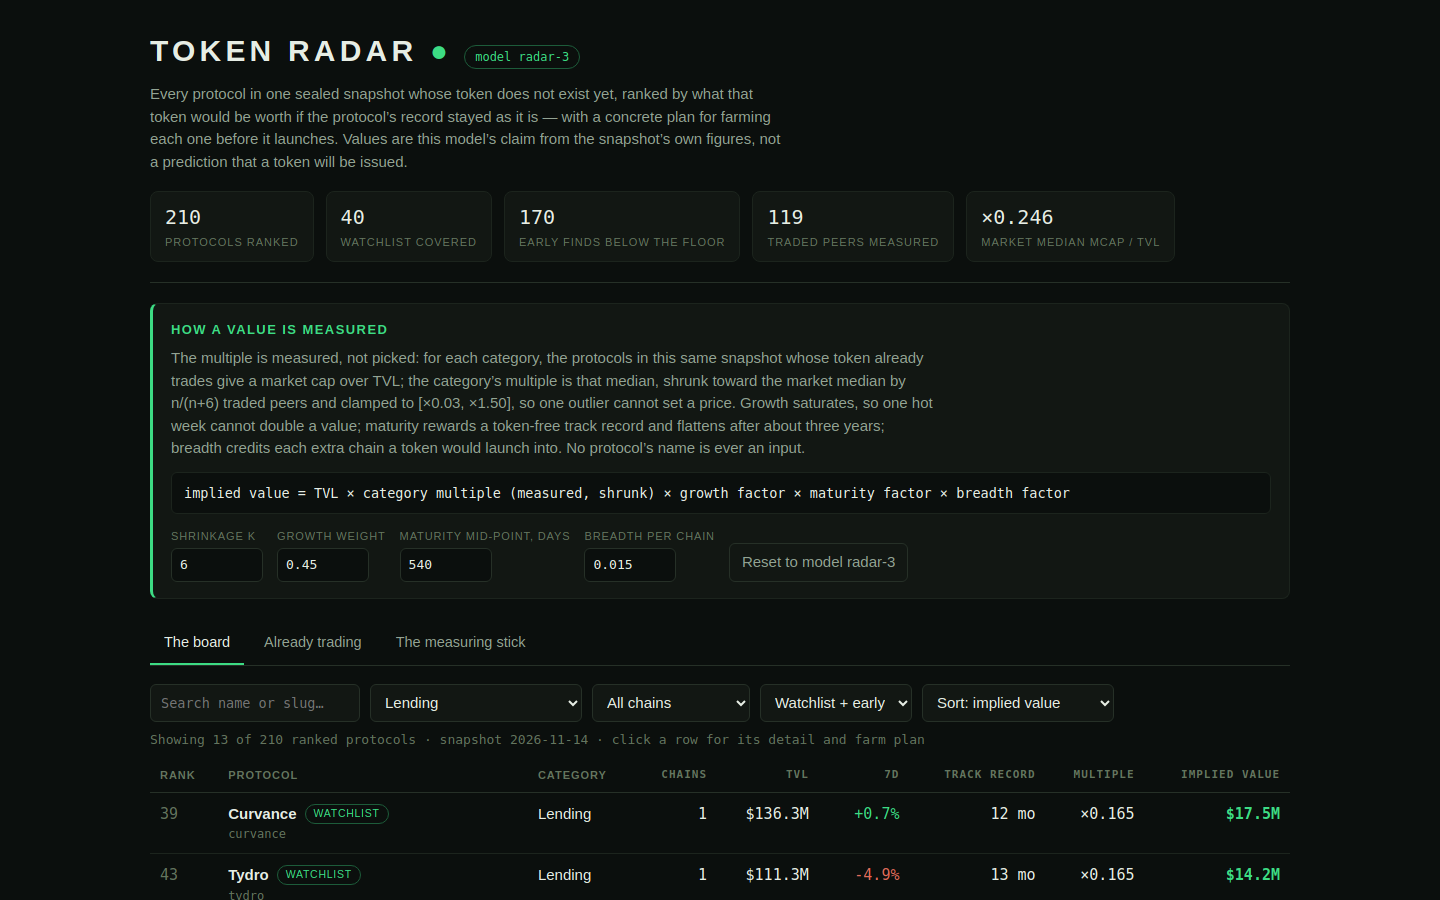 TOKEN RADAR
model radar-3
Every protocol in one sealed snapshot whose token does not exist yet, ranked by what that
token would be worth if the protocol’s record stayed as it is — with a concrete plan for farming
each one before it launches. Values are this model’s claim from the snapshot’s own figures, not
a prediction that a token will be issued.
210
PROTOCOLS RANKED
40
WATCHLIST COVERED
170
EARLY FINDS BELOW THE FLOOR
119
TRADED PEERS MEASURED
×0.246
MARKET MEDIAN MCAP / TVL
HOW A VALUE IS MEASURED
The multiple is measured, not picked: for each category, the protocols in this same snapshot whose token already
trades give a market cap over TVL; the category’s multiple is that median, shrunk toward the market median by
n/(n+6) traded peers and clamped to [×0.03, ×1.50], so one outlier cannot set a price. Growth saturates, so one hot
week cannot double a value; maturity rewards a token-free track record and flattens after about three years;
breadth credits each extra chain a token would launch into. No protocol’s name is ever an input.
implied value = TVL × category multiple (measured, shrunk) × growth factor × maturity factor × breadth factor
SHRINKAGE K GROWTH WEIGHT MATURITY MID-POINT, DAYS BREADTH PER CHAIN
6 0.45 540 0.015 Reset to model radar-3
The board Already trading The measuring stick
Search name or slug… Lending All chains Watchlist + early Sort: implied value
Showing 13 of 210 ranked protocols · snapshot 2026-11-14 · click a row for its detail and farm plan
RANK PROTOCOL CATEGORY CHAINS TVL 7D TRACK RECORD MULTIPLE IMPLIED VALUE
39 Curvance WATCHLIST Lending 1 $136.3M +0.7% 12 mo ×0.165 $17.5M
curvance
43 Tydro WATCHLIST Lending 1 $111.3M -4.9% 13 mo ×0.165 $14.2M
tydro